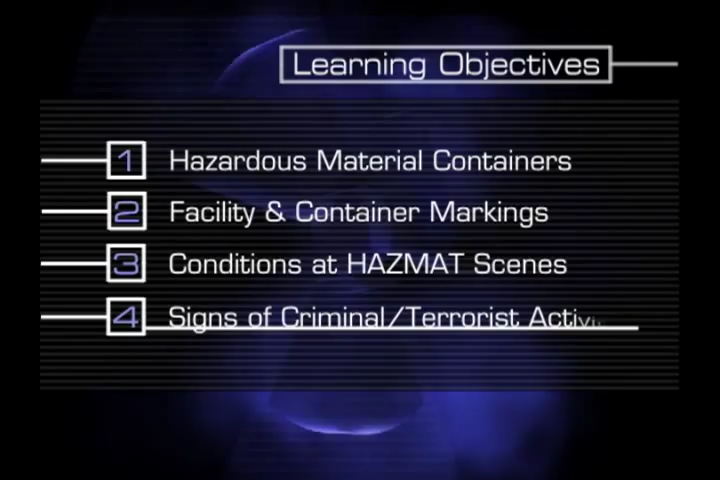 Learning Objectives
1 Hazardous Material Containers
2 Facility & Container Markings
3 Conditions at HAZMAT Scenes
4 Signs of Criminal/Terrorist